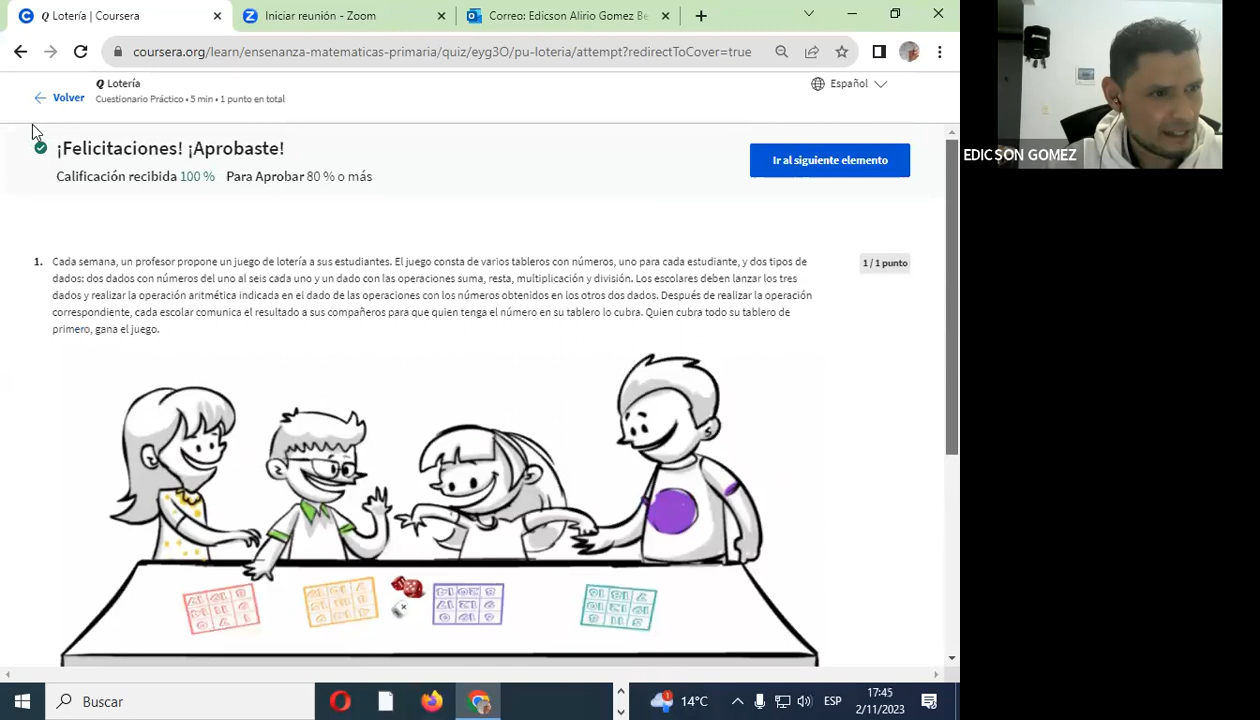 Lotería | Coursera
Iniciar reunión - Zoom
Correo: Edicson Alirio Gomez Be
coursera.org/learn/ensenanza-matematicas-primaria/quiz/eyg3O/pu-loteria/attempt?redirectToCover=true
Volver
Lotería
Cuestionario Práctico • 5 min • 1 punto en total
Español
¡Felicitaciones! ¡Aprobaste!
Calificación recibida 100 % Para Aprobar 80 % o más
Ir al siguiente elemento
1. Cada semana, un profesor propone un juego de lotería a sus estudiantes. El juego consta de varios tableros con números, uno para cada estudiante, y dos tipos de
dados: dos dados con números del uno al seis cada uno y un dado con las operaciones suma, resta, multiplicación y división. Los escolares deben lanzar los tres
dados y realizar la operación aritmética indicada en el dado de las operaciones con los números obtenidos en los otros dos dados. Después de realizar la operación
correspondiente, cada escolar comunica el resultado a sus compañeros para que quien tenga el número en su tablero lo cubra. Quien cubra todo su tablero de
primero, gana el juego.
1 / 1 punto
EDICSON GOMEZ
Buscar
1
14°C
ESP
17:45
2/11/2023